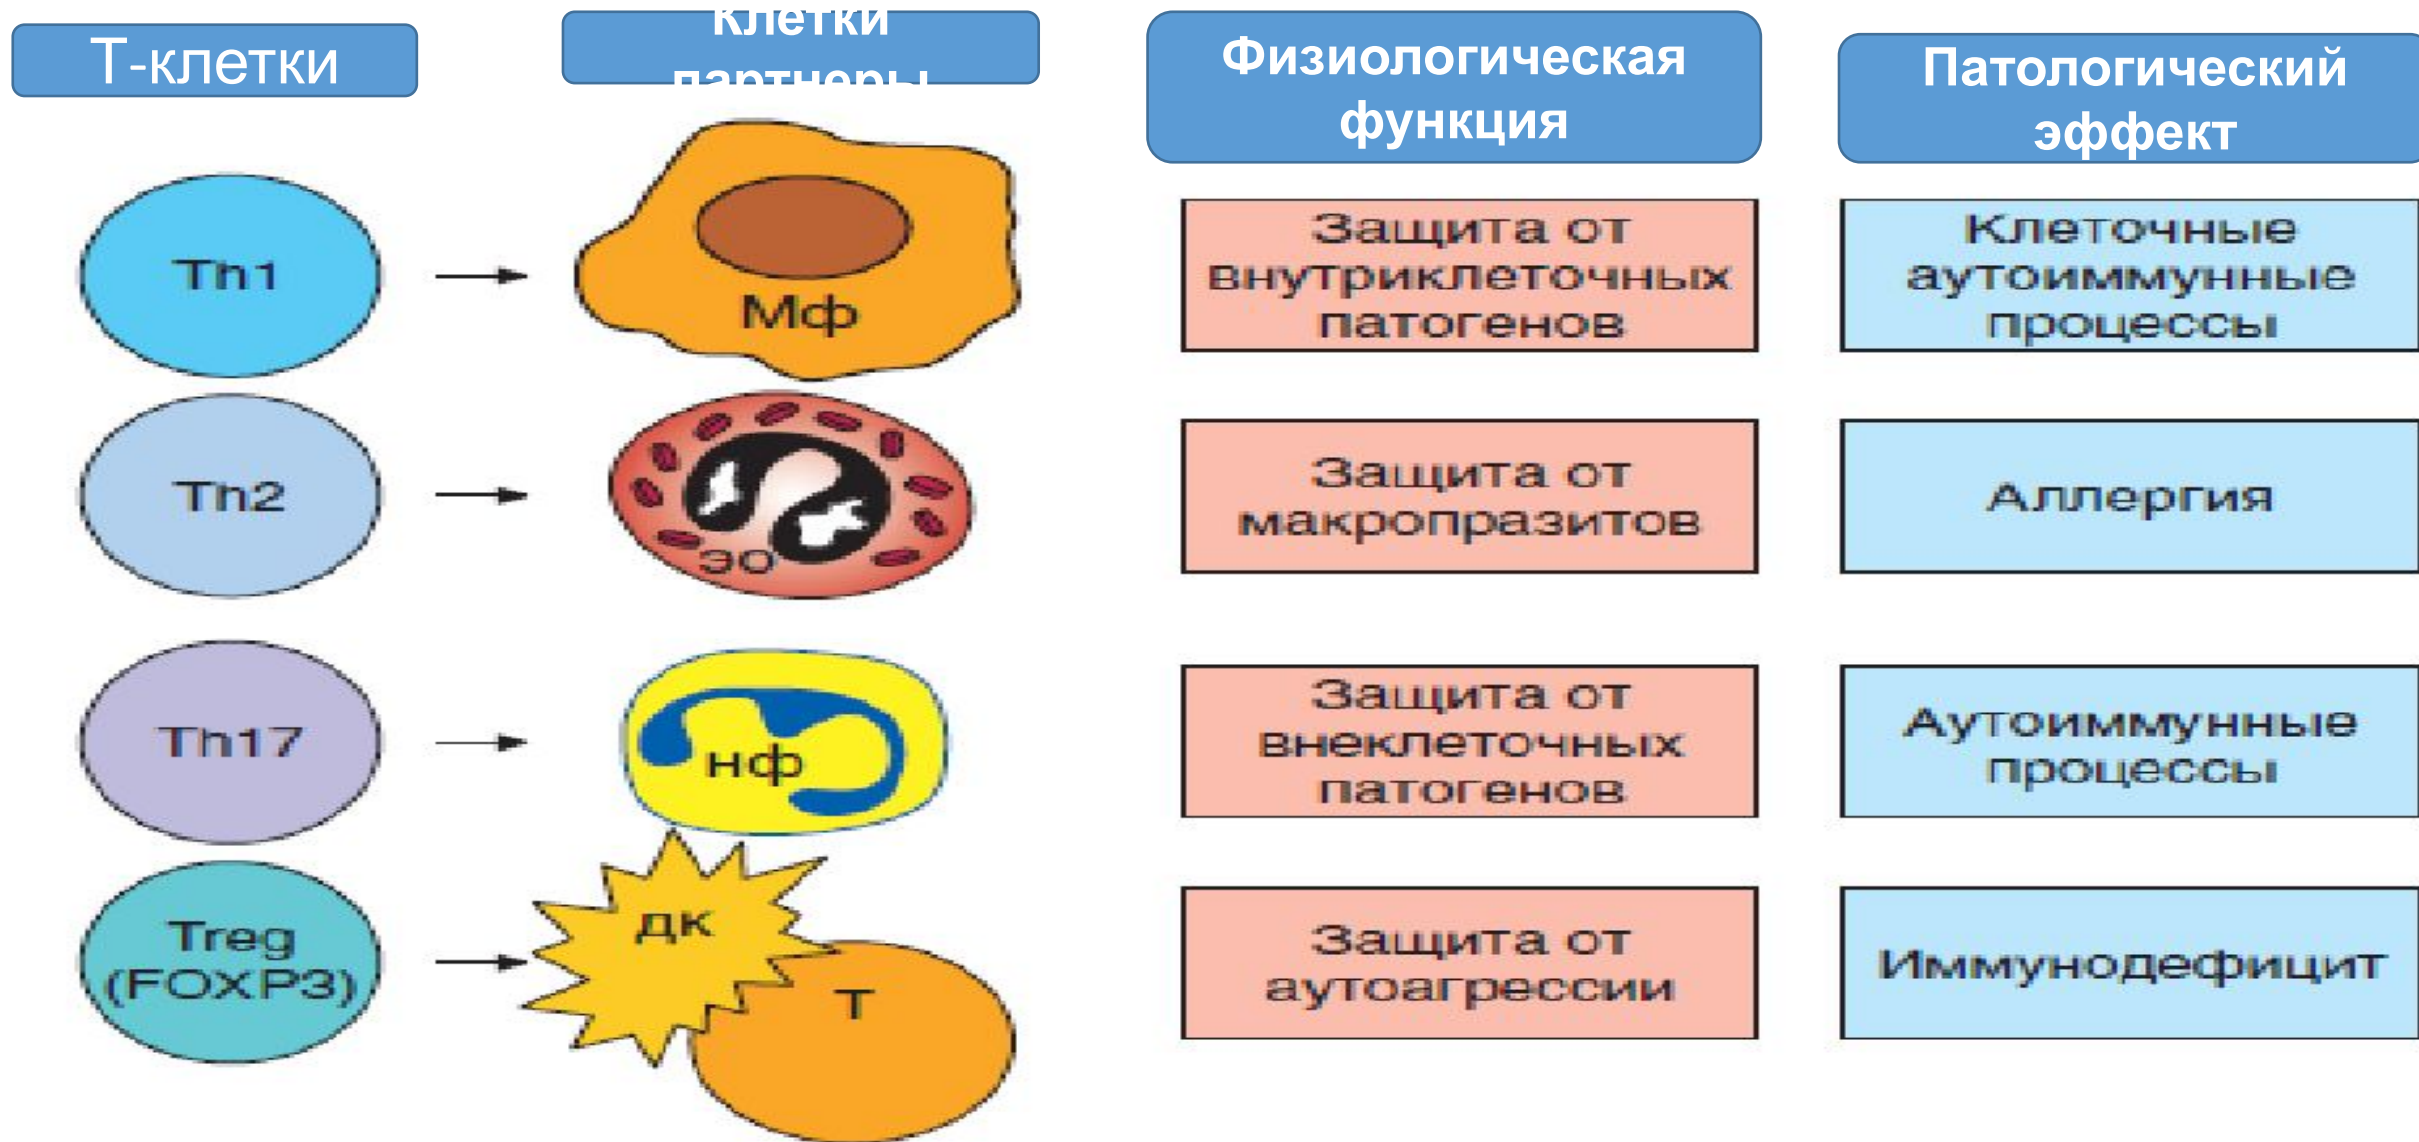 Т-клетки
Клетки
партнеры
Физиологическая
функция
Патологический
эффект
Th1
Мф
Защита от
внутриклеточных
патогенов
Клеточные
аутоиммунные
процессы
Th2
эо
Защита от
макропразитов
Аллергия
Th17
нф
Защита от
внеклеточных
патогенов
Аутоиммунные
процессы
Treg
(FOXP3)
дк
Т
Защита от
аутоагрессии
Иммунодефицит